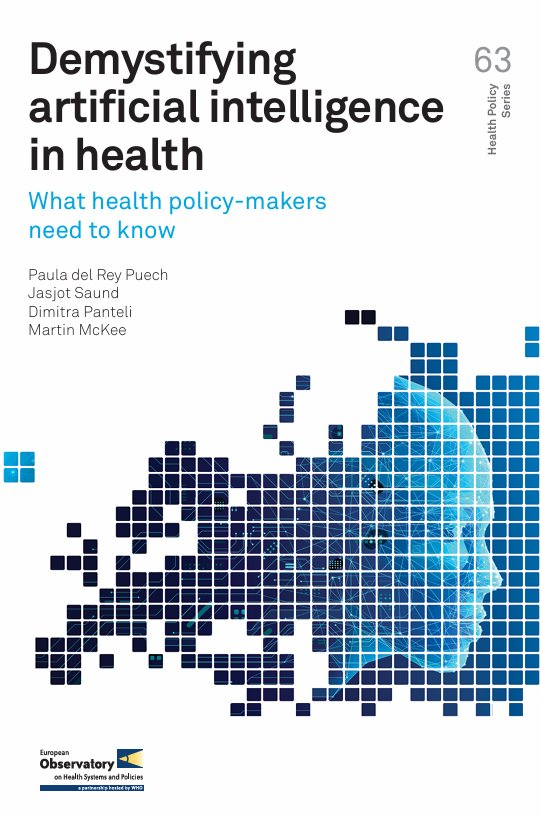 Demystifying
artificial intelligence
in health
63
Health Policy
Series
What health policy-makers
need to know
Paula del Rey Puech
Jasjot Saund
Dimitra Panteli
Martin McKee
European
Observatory
on Health Systems and Policies
a partnership hosted by WHO